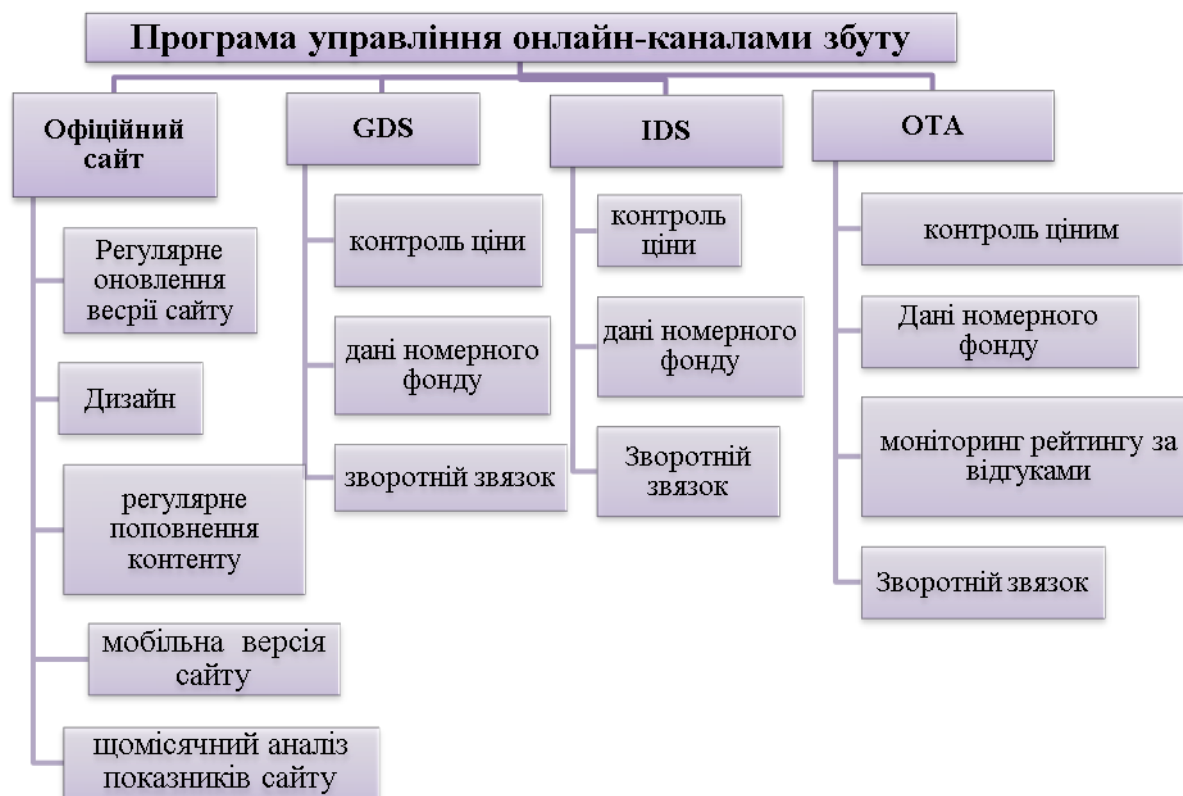 Програма управління онлайн-каналами збуту
Офіційний
сайт
Регулярне
оновлення
весрії сайту
Дизайн
регулярне
поповнення
контенту
мобільна версія
сайту
щомісячний аналіз
показників сайту
GDS
контроль ціни
дані номерного
фонду
зворотній звязок
IDS
контроль
ціни
дані номерного
фонду
Зворотній
звязок
ОТА
контроль ціним
Дані номерного
фонду
моніторинг рейтингу за
відгуками
Зворотній звязок